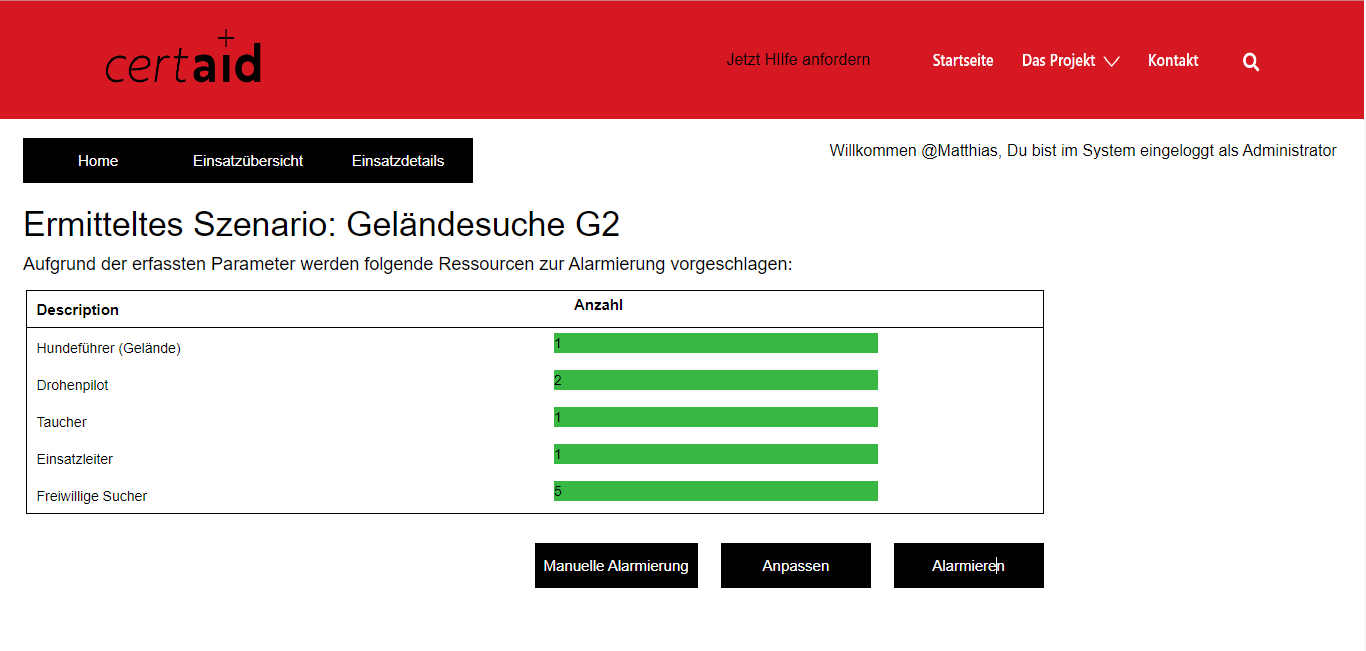 certaid
Jetzt HIlfe anfordern
Startseite
Das Projekt
Kontakt
Home
Einsatzübersicht
Einsatzdetails
Willkommen @Matthias, Du bist im System eingeloggt als Administrator
Ermitteltes Szenario: Geländesuche G2
Aufgrund der erfassten Parameter werden folgende Ressourcen zur Alarmierung vorgeschlagen:
Description Anzahl
Hundeführer (Gelände) 1
Drohenpilot 2
Taucher 1
Einsatzleiter 1
Freiwillige Sucher 5
Manuelle Alarmierung
Anpassen
Alarmieren